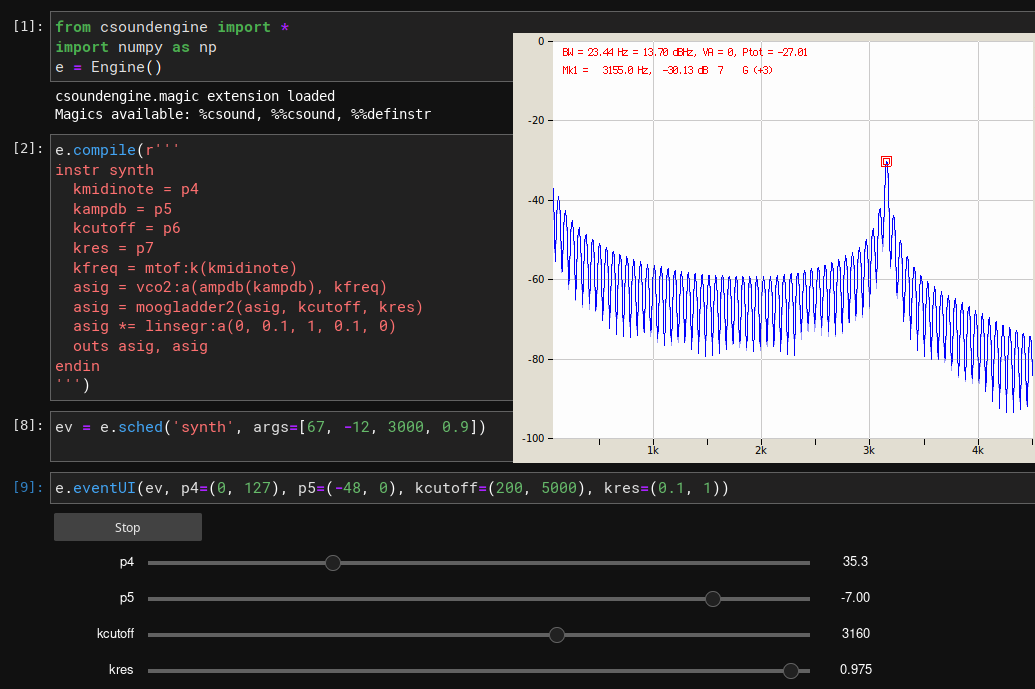 [1]: from csoundengine import *
import numpy as np
e = Engine()
csoundengine.magic extension loaded
Magics available: %csound, %%csound, %%definstr
[2]: e.compile(r'''
instr synth
  kmidinote = p4
  kampdb = p5
  kcutoff = p6
  kres = p7
  kfreq = mtof:k(kmidinote)
  asig = vco2:a(ampdb(kampdb), kfreq)
  asig = moogladder2(asig, kcutoff, kres)
  asig *= linsegr:a(0, 0.1, 1, 0.1, 0)
  outs asig, asig
endin
''')
[8]: ev = e.sched('synth', args=[67, -12, 3000, 0.9])
BW = 23.44 Hz = 13.70 dBHz, VA = 0, Ptot = -27.01
Mk1 = 3155.0 Hz, -30.13 dB 7 G (+3)
0
-20
-40
-60
-80
-100
1k 2k 3k 4k
[9]: e.eventUI(ev, p4=(0, 127), p5=(-48, 0), kcutoff=(200, 5000), kres=(0.1, 1))
Stop
p4 35.3
p5 -7.00
kcutoff 3160
kres 0.975